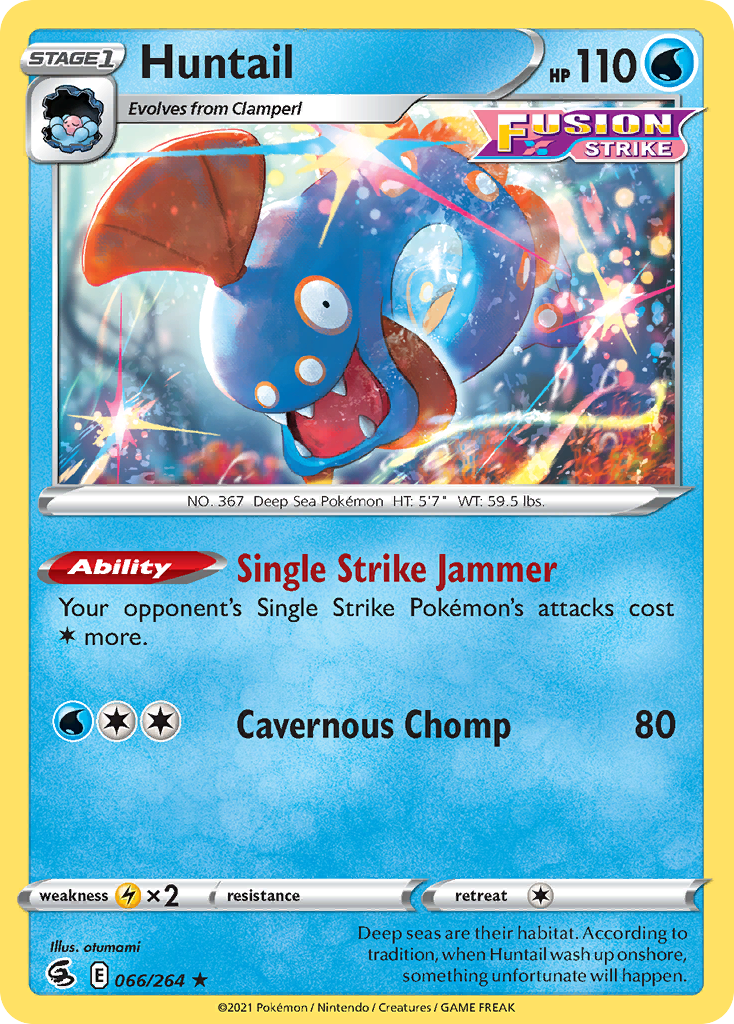 STAGE1
Huntail
HP 110
Evolves from Clamperl
FUSION
STRIKE
NO. 367 Deep Sea Pokémon HT: 5'7" WT: 59.5 lbs.
Ability
Single Strike Jammer
Your opponent's Single Strike Pokémon's attacks cost
more.
Cavernous Chomp 80
weakness ×2 resistance retreat
Illus. otumami
Deep seas are their habitat. According to
tradition, when Huntail wash up onshore,
something unfortunate will happen.
E 066/264 ★
©2021 Pokémon / Nintendo / Creatures / GAME FREAK